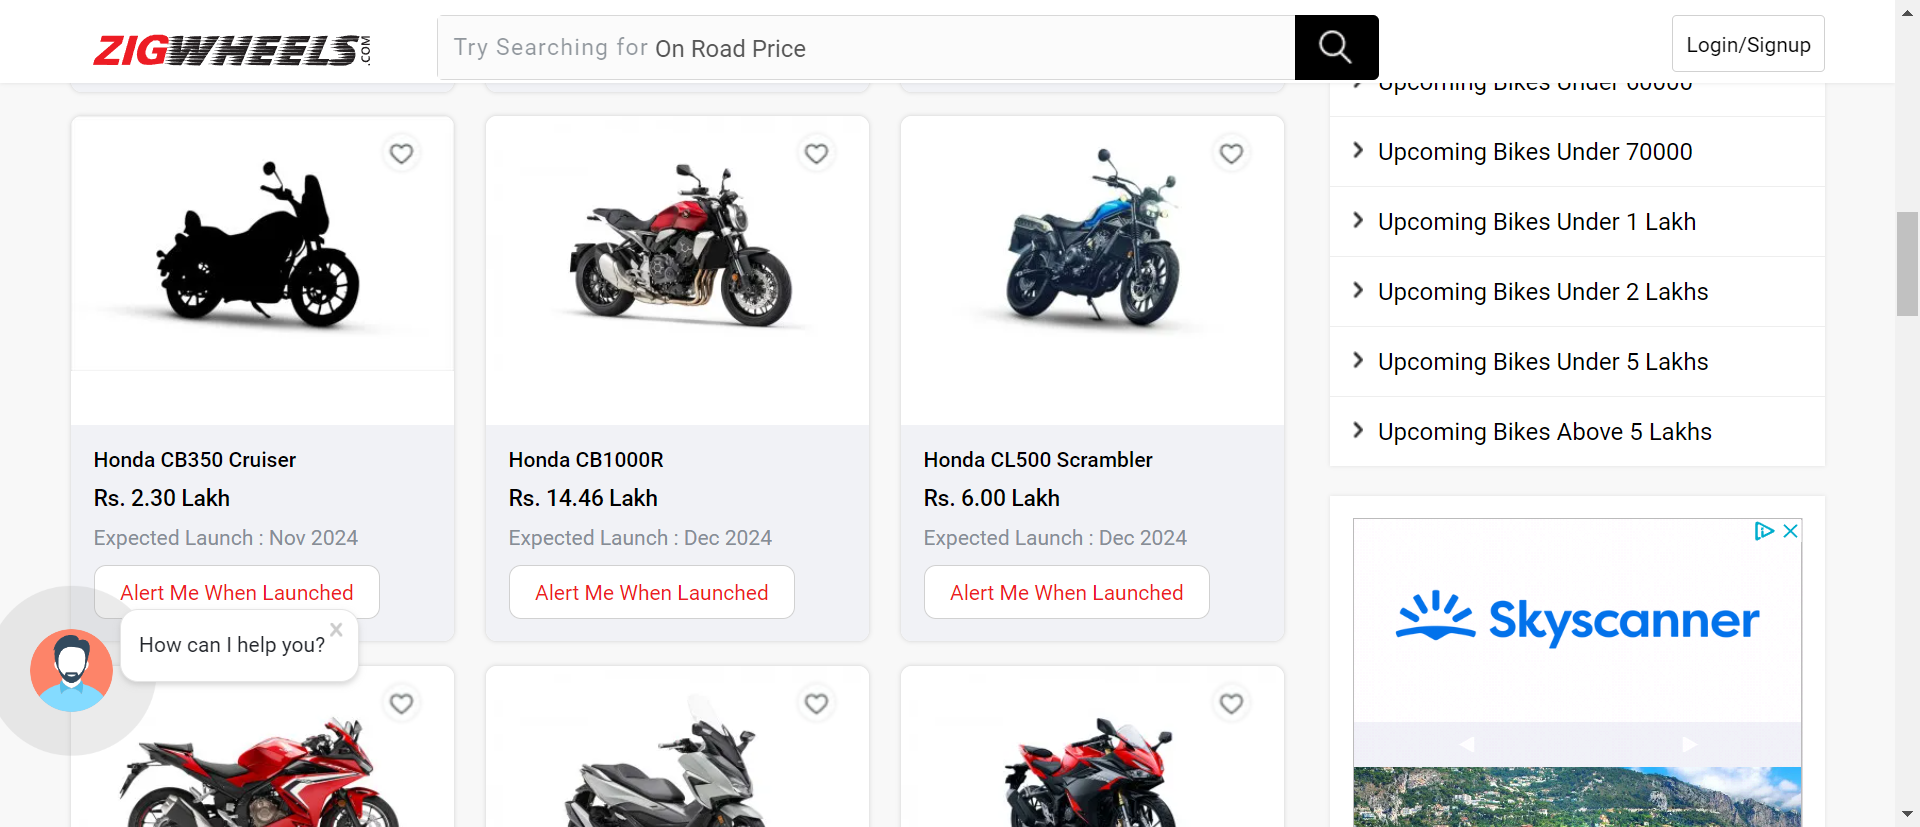 ZIGWHEELS.COM
Try Searching for On Road Price
Login/Signup
Upcoming Bikes Under 60000
Upcoming Bikes Under 70000
Upcoming Bikes Under 1 Lakh
Upcoming Bikes Under 2 Lakhs
Upcoming Bikes Under 5 Lakhs
Upcoming Bikes Above 5 Lakhs
Honda CB350 Cruiser
Rs. 2.30 Lakh
Expected Launch : Nov 2024
Alert Me When Launched
Honda CB1000R
Rs. 14.46 Lakh
Expected Launch : Dec 2024
Alert Me When Launched
Honda CL500 Scrambler
Rs. 6.00 Lakh
Expected Launch : Dec 2024
Alert Me When Launched
How can I help you?
Skyscanner